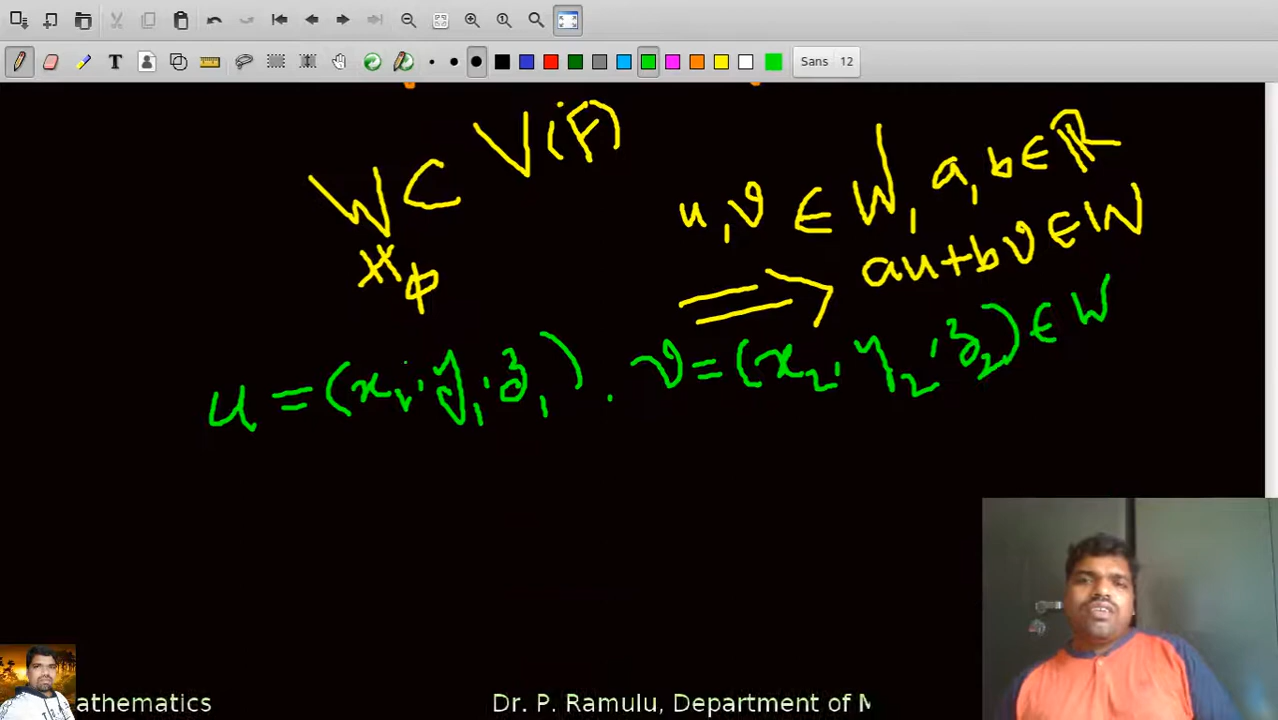 Sans 12
W ⊂ V(F)
≠ φ
u, v ∈ W, a, b ∈ ℝ
⟹ au+bv ∈ W
u = (x₁, y₁, z₁). v = (x₂, y₂, z₂) ∈ W
athematics
Dr. P. Ramulu, Department of M